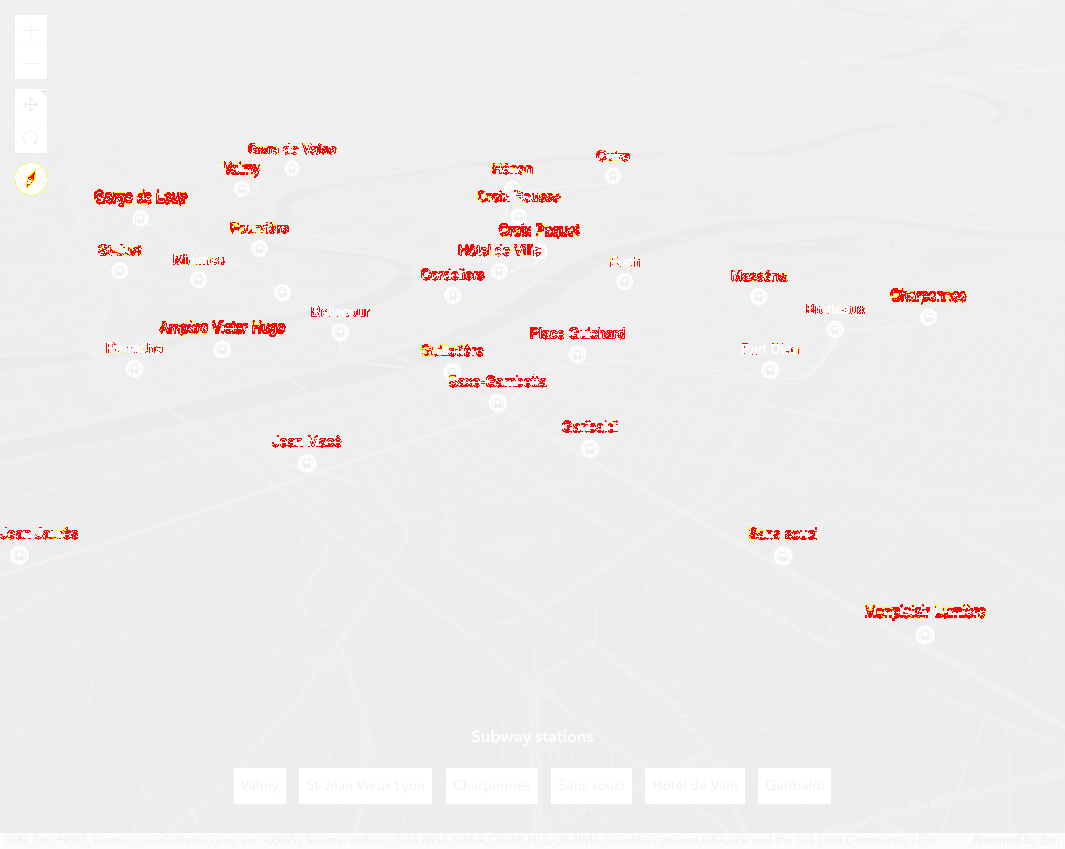 Gare de Vaise
Valmy
Hénon
Cuire
Gorge de Loup
Croix-Rousse
Fourvière
Croix Paquet
St-Just
Minimes
Hôtel de Ville
Foch
Cordeliers
Masséna
Charpennes
Bellecour
Brotteaux
Ampère Victor Hugo
Place Guichard
Perrache
Guillotière
Part Dieu
Saxe-Gambetta
Garibaldi
Jean Macé
Jean Jaurès
Sans souci
Monplaisir Lumière
Subway stations
Valmy
St-Jean Vieux Lyon
Charpennes
Sans souci
Hôtel de Ville
Garibaldi
IGN, Esri, HERE, Garmin, GeoTechnologies, Inc., USGS | Source: Airbus,USGS,NGA,NASA,CGIAR,NLS,OS,NMA,Geodatastyrelsen,GSA,GSI and the GIS User Community | Esri,
Powered by Esri